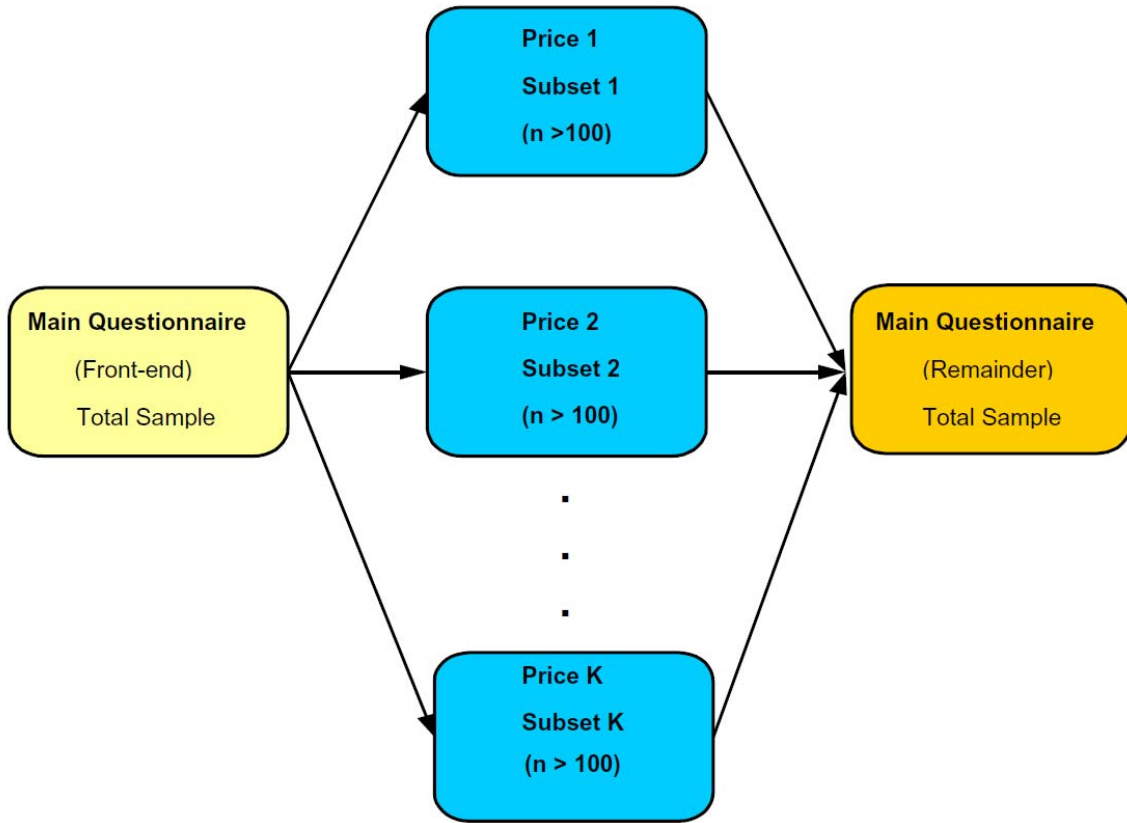 Price 1
Subset 1
(n >100)
Main Questionnaire
(Front-end)
Total Sample
Price 2
Subset 2
(n > 100)
Main Questionnaire
(Remainder)
Total Sample
.
.
.
Price K
Subset K
(n > 100)